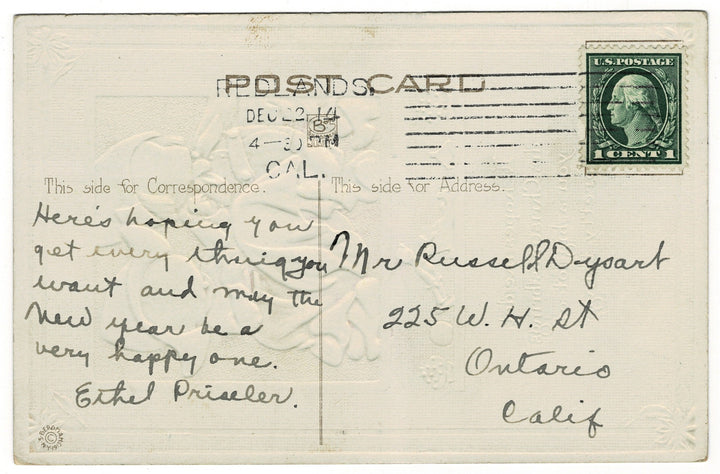 POST CARD
REDLANDS.
DEC 22 14
4-30 PM
CAL.
U.S. POSTAGE
1 CENT 1
This side for Correspondence.
Here's hoping you
get every thing you
want and may the
New year be a
very happy one.
Ethel
This side for Address.
Mr Russell Dysart
225 W. H. St
Ontario
Calif